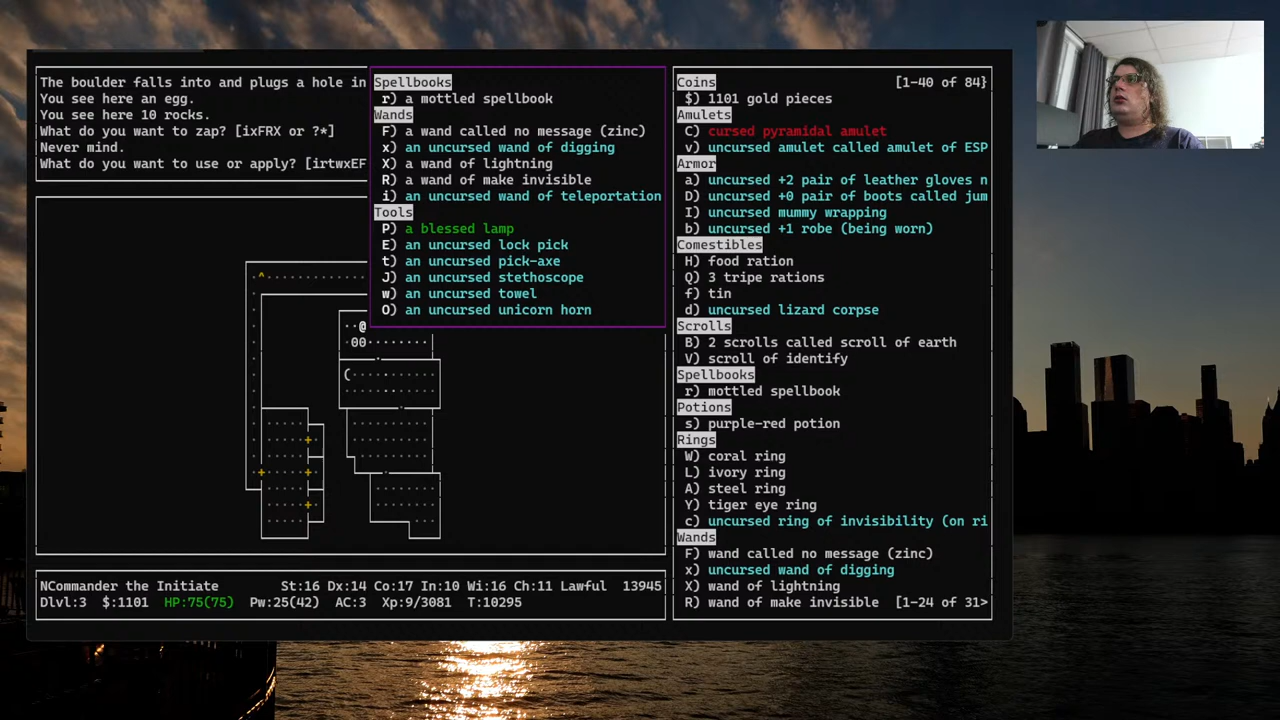 The boulder falls into and plugs a hole in
You see here an egg.
You see here 10 rocks.
What do you want to zap? [ixFRX or ?*]
Never mind.
What do you want to use or apply? [irtwxEF
Spellbooks
r) a mottled spellbook
Wands
F) a wand called no message (zinc)
x) an uncursed wand of digging
X) a wand of lightning
R) a wand of make invisible
i) an uncursed wand of teleportation
Tools
P) a blessed lamp
E) an uncursed lock pick
t) an uncursed pick-axe
J) an uncursed stethoscope
w) an uncursed towel
O) an uncursed unicorn horn
Coins [1-40 of 84}
$) 1101 gold pieces
Amulets
C) cursed pyramidal amulet
v) uncursed amulet called amulet of ESP
Armor
a) uncursed +2 pair of leather gloves n
D) uncursed +0 pair of boots called jum
I) uncursed mummy wrapping
b) uncursed +1 robe (being worn)
Comestibles
H) food ration
Q) 3 tripe rations
f) tin
d) uncursed lizard corpse
Scrolls
B) 2 scrolls called scroll of earth
V) scroll of identify
Spellbooks
r) mottled spellbook
Potions
s) purple-red potion
Rings
W) coral ring
L) ivory ring
A) steel ring
Y) tiger eye ring
c) uncursed ring of invisibility (on ri
Wands
F) wand called no message (zinc)
x) uncursed wand of digging
X) wand of lightning
R) wand of make invisible [1-24 of 31>
NCommander the Initiate St:16 Dx:14 Co:17 In:10 Wi:16 Ch:11 Lawful 13945
Dlvl:3 $:1101 HP:75(75) Pw:25(42) AC:3 Xp:9/3081 T:10295